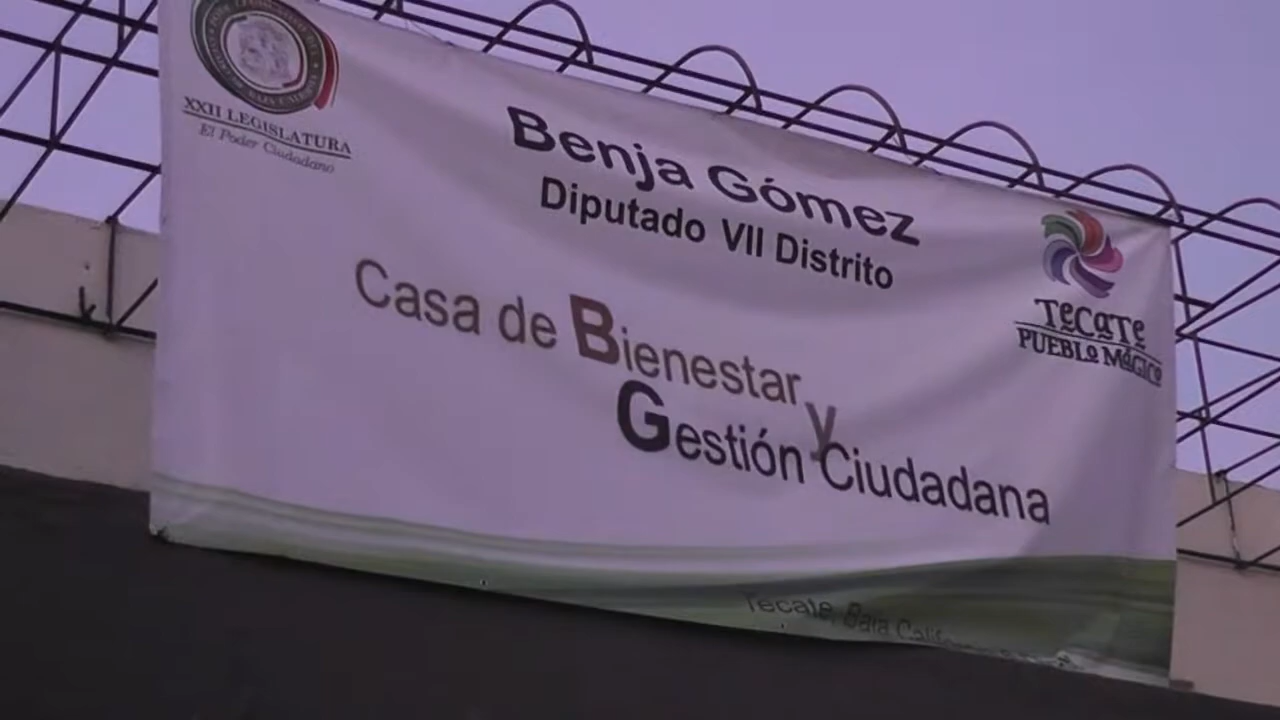 XXII LEGISLATURA
El Poder Ciudadano
Benja Gómez
Diputado VII Distrito
Casa de Bienestar
y
Gestión Ciudadana
TECATE
PUEBLO MÁGICO
Tecate, Baja